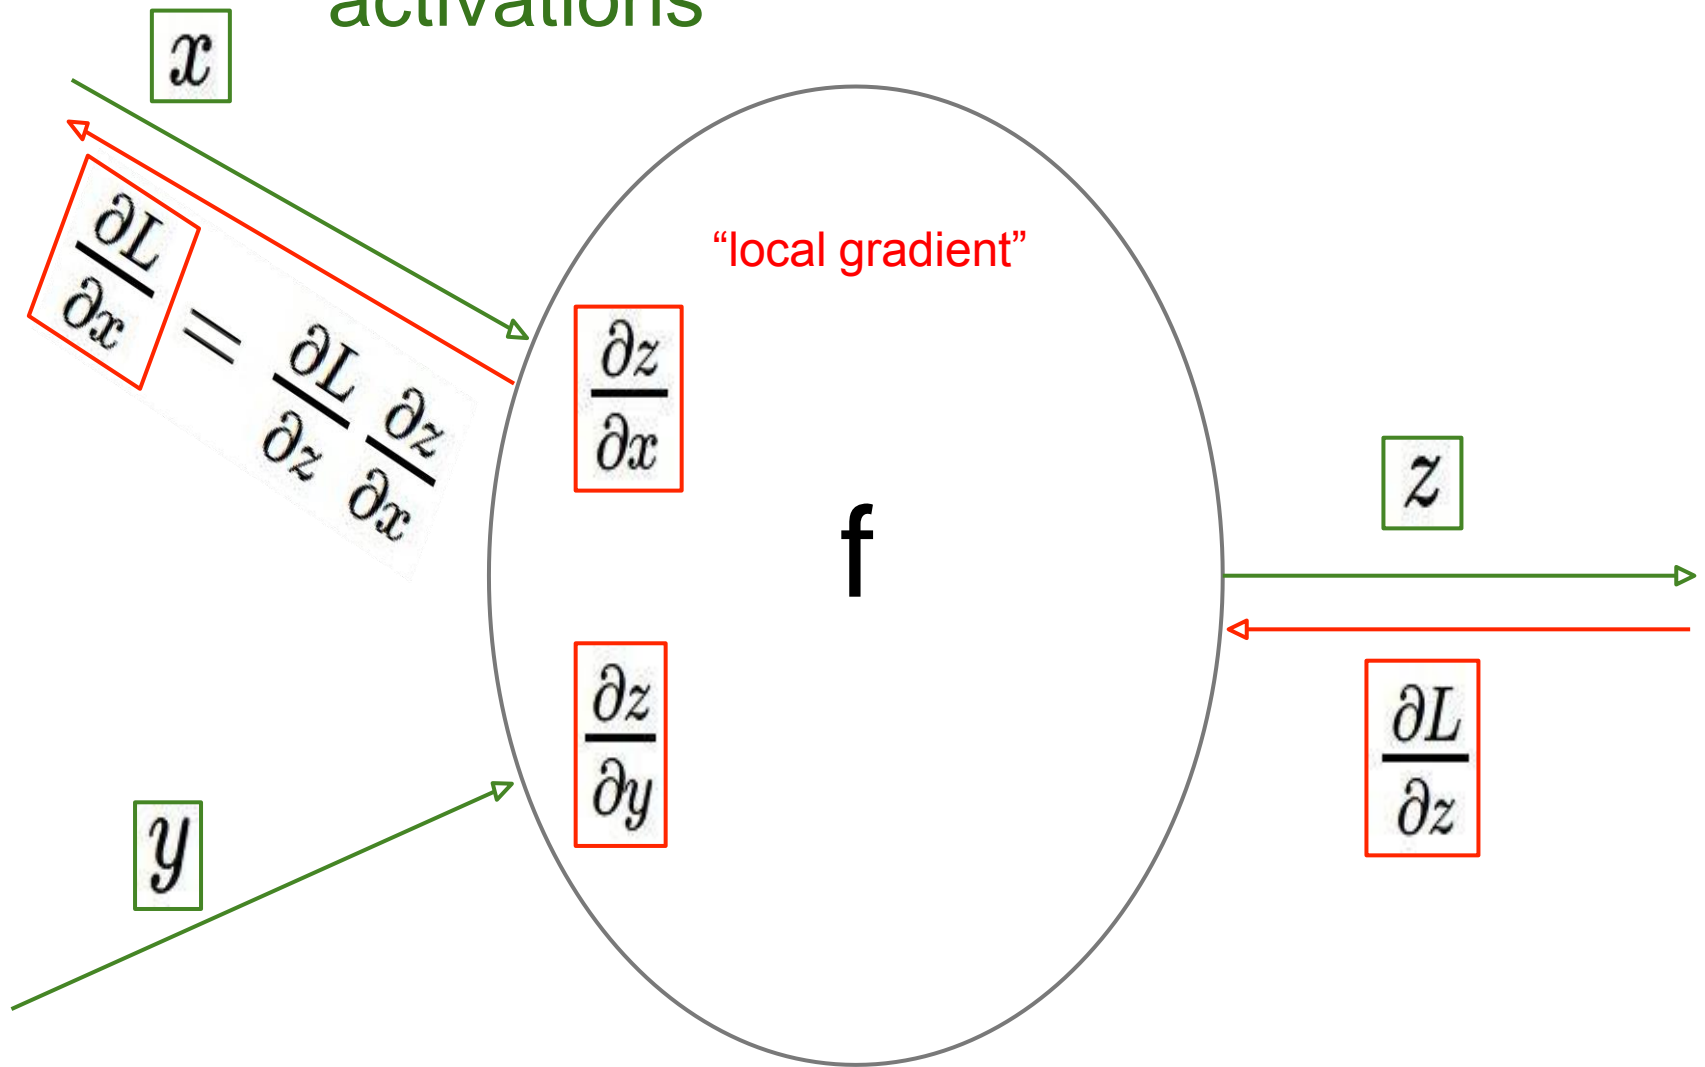 activations
x
∂L/∂x = ∂L/∂z ∂z/∂x
“local gradient”
∂z/∂x
f
z
∂z/∂y
∂L/∂z
y